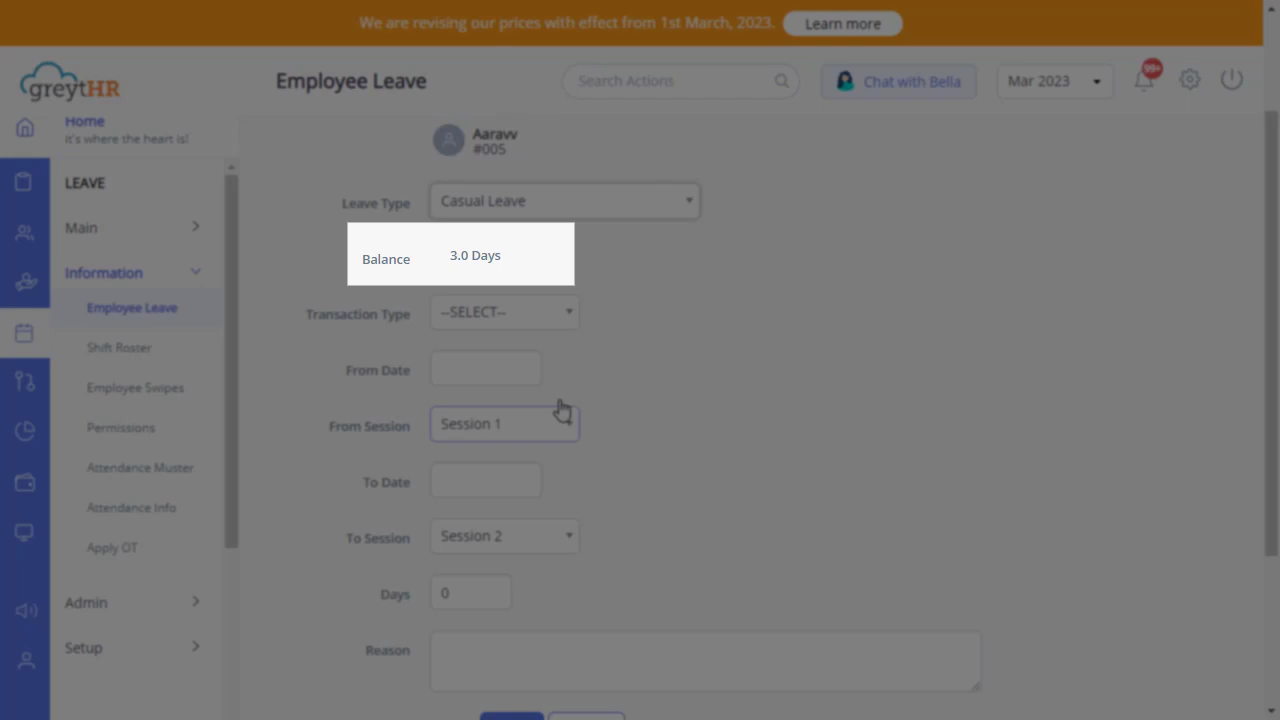 We are revising our prices with effect from 1st March, 2023. Learn more
greytHR
Employee Leave
Search Actions
Chat with Bella
Mar 2023
99+
Home
it's where the heart is!
LEAVE
Main
Information
Employee Leave
Shift Roster
Employee Swipes
Permissions
Attendance Muster
Attendance Info
Apply OT
Admin
Setup
Aaravv
#005
Leave Type Casual Leave
Balance 3.0 Days
Transaction Type --SELECT--
From Date
From Session Session 1
To Date
To Session Session 2
Days 0
Reason